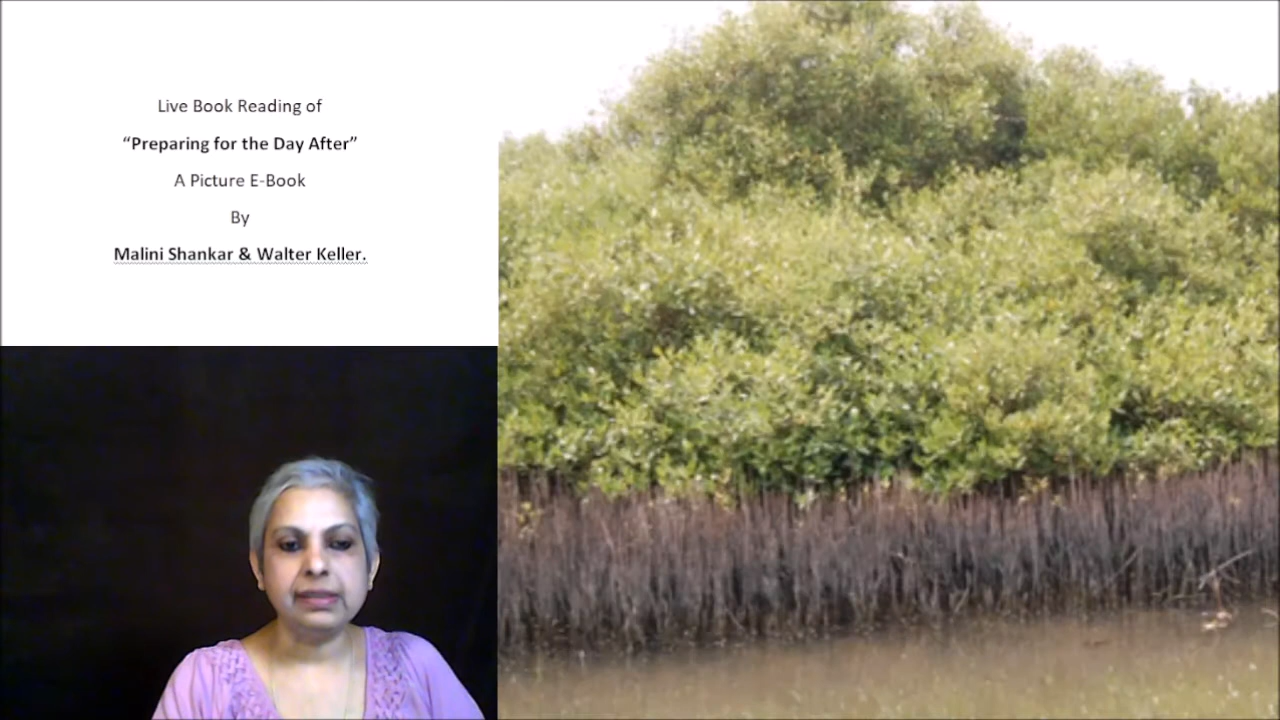 Live Book Reading of
“Preparing for the Day After”
A Picture E-Book
By
Malini Shankar & Walter Keller.